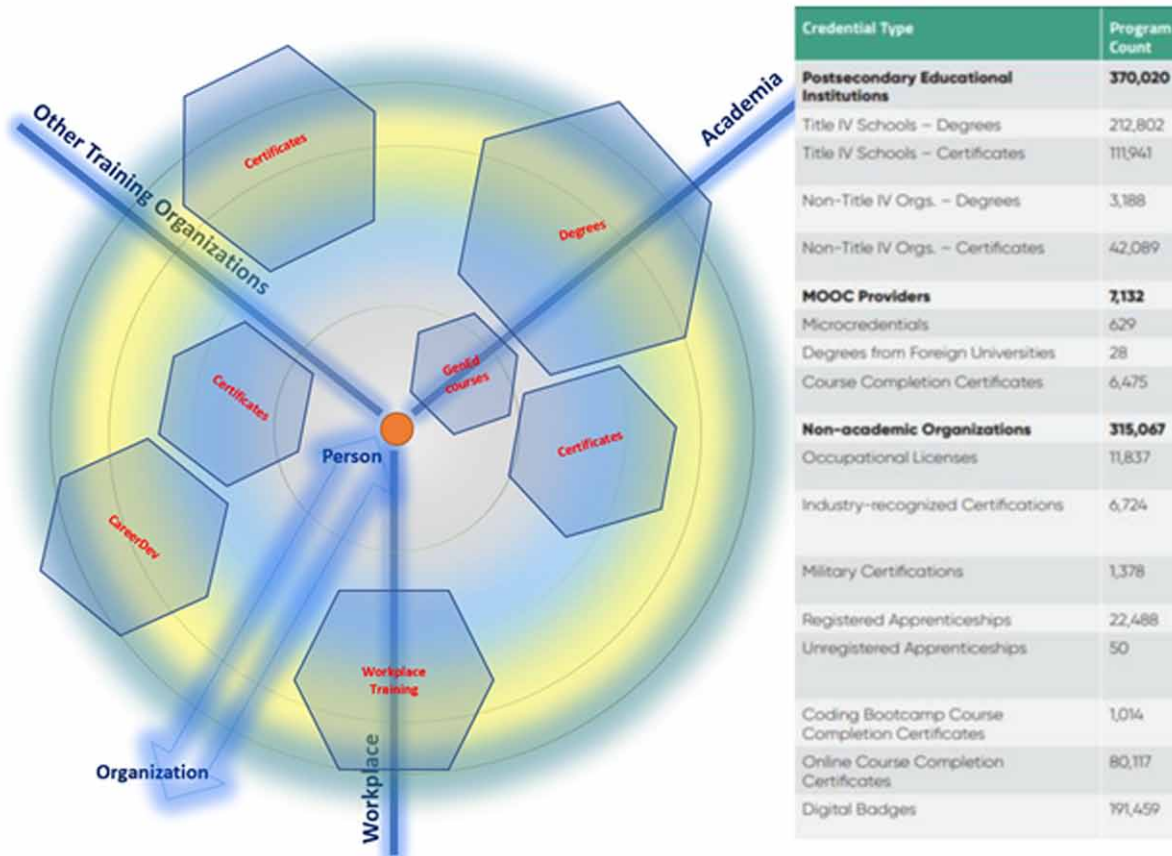 Other Training Organizations
Academia
Certificates
Degrees
GenEd
courses
Certificates
Certificates
Person
CareerDev
Workplace
Training
Organization
Workplace
Credential Type Program
Count
Postsecondary Educational 370,020
Institutions
Title IV Schools – Degrees 212,802
Title IV Schools – Certificates 111,941
Non-Title IV Orgs. – Degrees 3,188
Non-Title IV Orgs. – Certificates 42,089
MOOC Providers 7,132
Microcredentials 629
Degrees from Foreign Universities 28
Course Completion Certificates 6,475
Non-academic Organizations 315,067
Occupational Licenses 11,837
Industry-recognized Certifications 6,724
Military Certifications 1,378
Registered Apprenticeships 22,488
Unregistered Apprenticeships 50
Coding Bootcamp Course 1,014
Completion Certificates
Online Course Completion 80,117
Certificates
Digital Badges 191,459